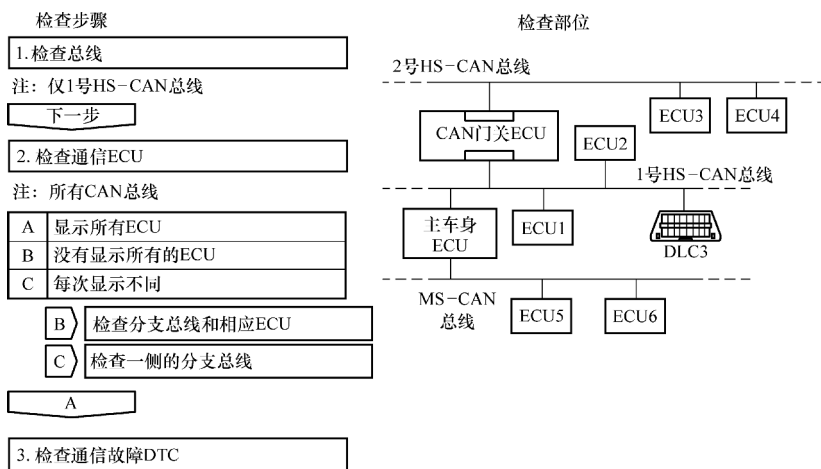 检查步骤
1.检查总线
注：仅1号HS-CAN总线
下一步
2.检查通信ECU
注：所有CAN总线
A 显示所有ECU
B 没有显示所有的ECU
C 每次显示不同
B 检查分支总线和相应ECU
C 检查一侧的分支总线
A
3.检查通信故障DTC
检查部位
2号HS-CAN总线
CAN门关ECU
ECU2
ECU3
ECU4
1号HS-CAN总线
主车身
ECU
ECU1
DLC3
MS-CAN
总线
ECU5
ECU6